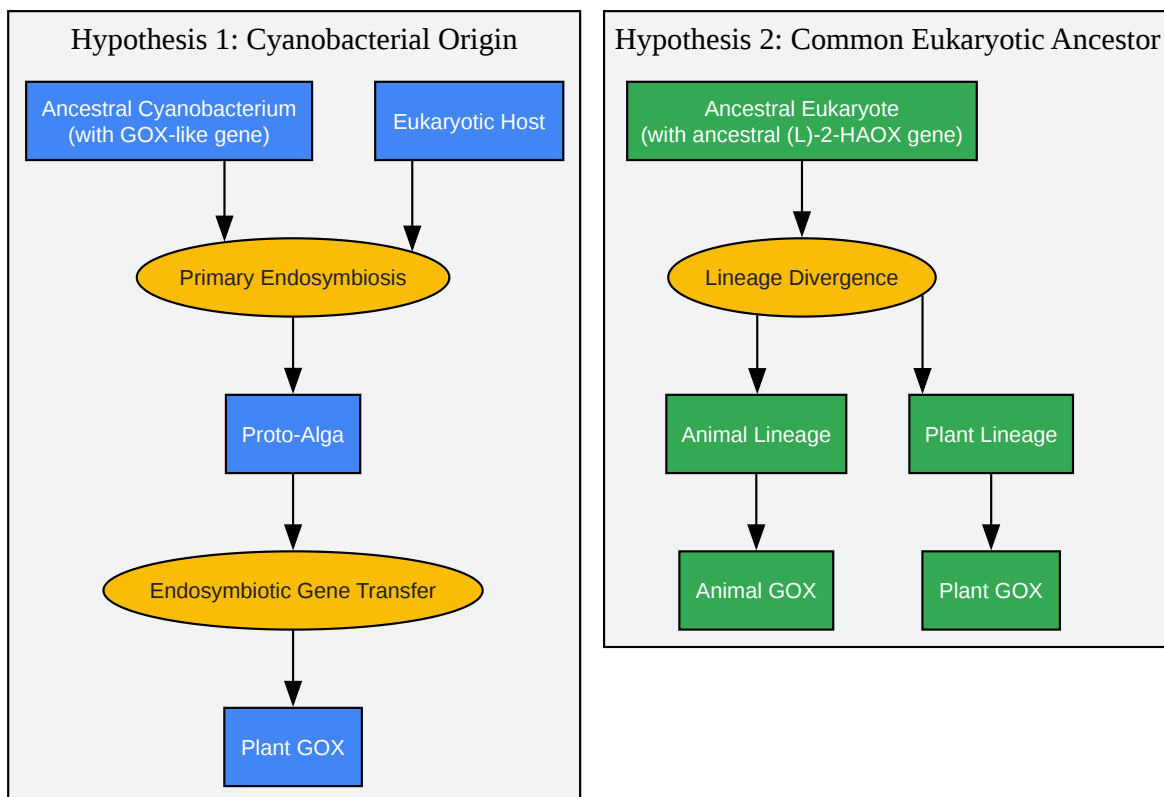 Hypothesis 1: Cyanobacterial Origin
Ancestral Cyanobacterium
(with GOX-like gene)
Eukaryotic Host
Primary Endosymbiosis
Proto-Alga
Endosymbiotic Gene Transfer
Plant GOX
Hypothesis 2: Common Eukaryotic Ancestor
Ancestral Eukaryote
(with ancestral (L)-2-HAOX gene)
Lineage Divergence
Animal Lineage
Plant Lineage
Animal GOX
Plant GOX